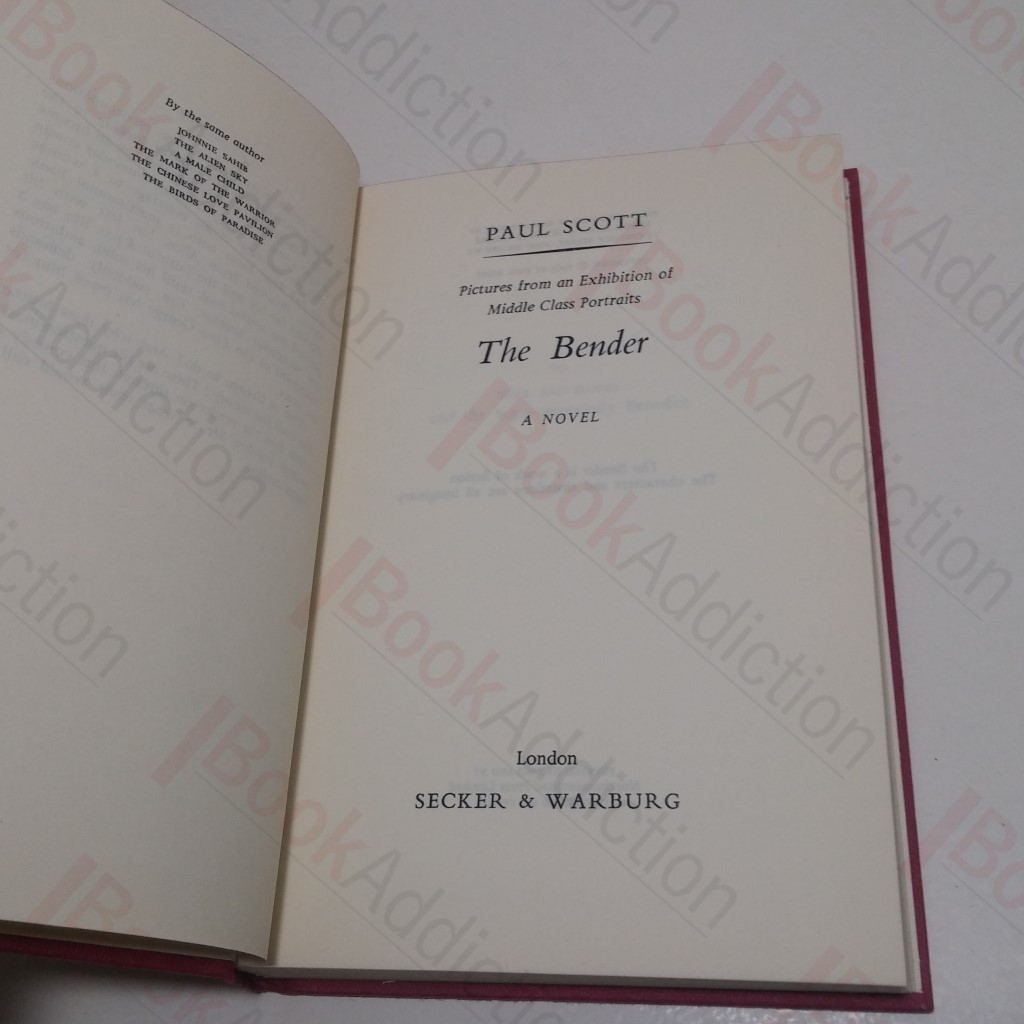 By the same author
JOHNNIE SAHIB
THE ALIEN SKY
A MALE CHILD
THE MARK OF THE WARRIOR
THE CHINESE LOVE PAVILION
THE BIRDS OF PARADISE
PAUL SCOTT
Pictures from an Exhibition of
Middle Class Portraits
The Bender
A NOVEL
London
SECKER & WARBURG
BookAddiction